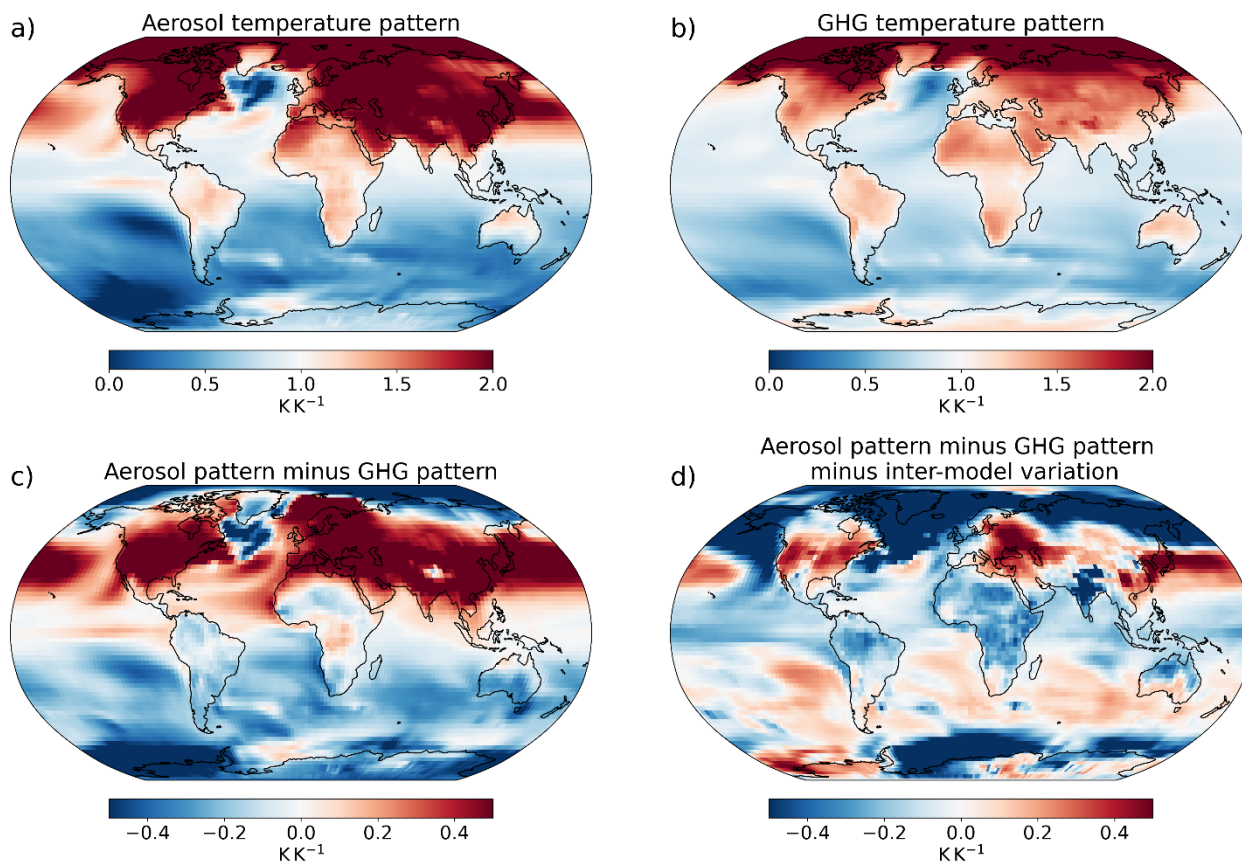 a)
Aerosol temperature pattern
0.0 0.5 1.0 1.5 2.0
K K⁻¹
b)
GHG temperature pattern
0.0 0.5 1.0 1.5 2.0
K K⁻¹
c)
Aerosol pattern minus GHG pattern
−0.4 −0.2 0.0 0.2 0.4
K K⁻¹
d)
Aerosol pattern minus GHG pattern
minus inter-model variation
−0.4 −0.2 0.0 0.2 0.4
K K⁻¹